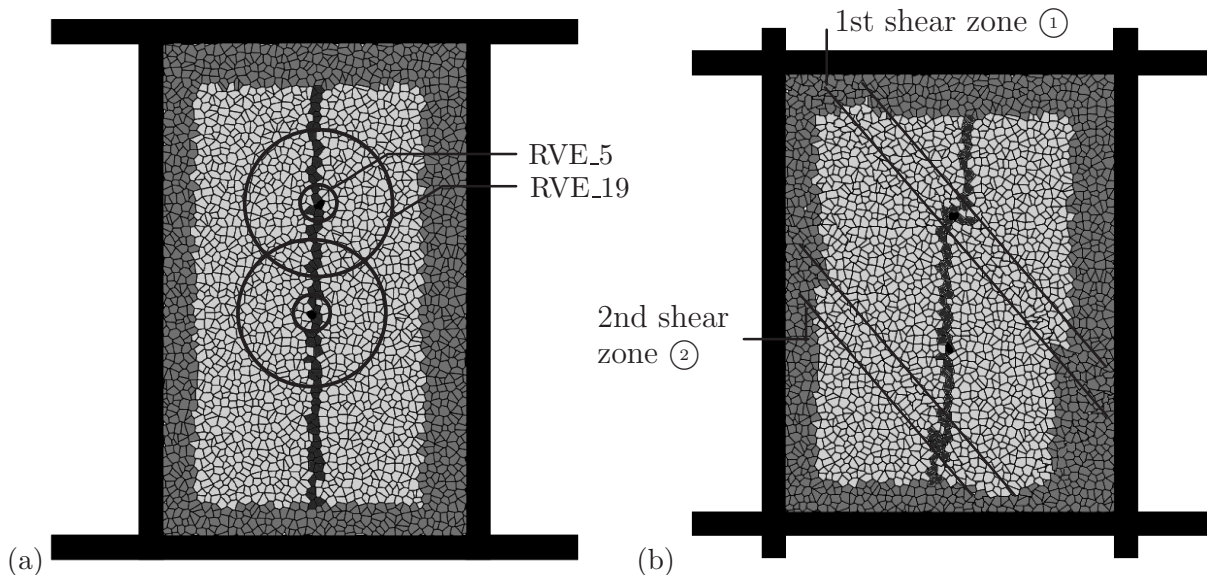 1st shear zone ①
RVE_5
RVE_19
2nd shear
zone ②
(a)
(b)